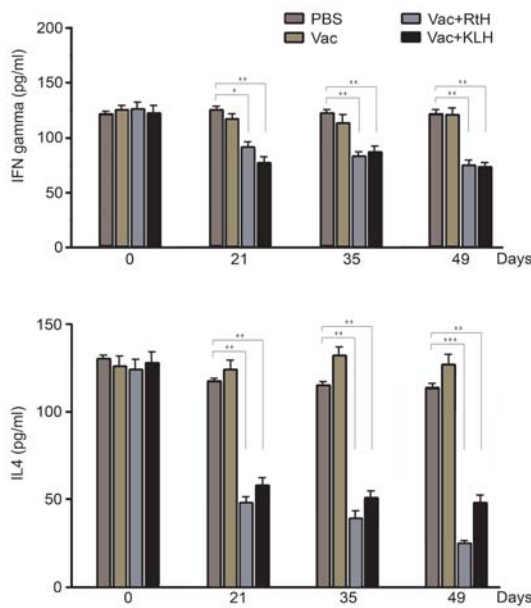 200
150
100
50
0
IFN gamma (pg/ml)
PBS
Vac
Vac+RtH
Vac+KLH
**
*
**
**
**
**
0 21 35 49 Days
150
100
50
0
IL4 (pg/ml)
**
**
**
**
**
***
0 21 35 49 Days